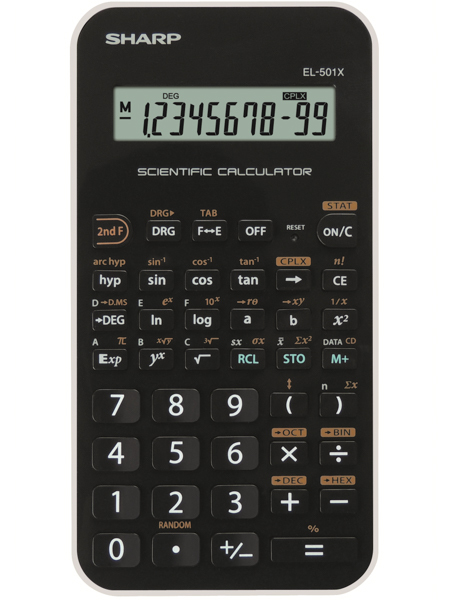 SHARP
EL-501X
DEG CPLX
M -1.2345678-99
SCIENTIFIC CALCULATOR
STAT
DRG▶ TAB
2nd F DRG F↔E OFF RESET ON/C
arc hyp sin⁻¹ cos⁻¹ tan⁻¹ CPLX n!
hyp sin cos tan → CE
D →D.MS E eˣ F 10ˣ →rθ →xy 1/x
→DEG ln log a b x²
A π B ˣ√y C ³√ sx σx x̄ Σx² DATA CD
Exp yˣ √ RCL STO M+
↕ n Σx
7 8 9 ( )
→OCT →BIN
4 5 6 × ÷
→DEC →HEX
1 2 3 + −
RANDOM %
0 • +/− =